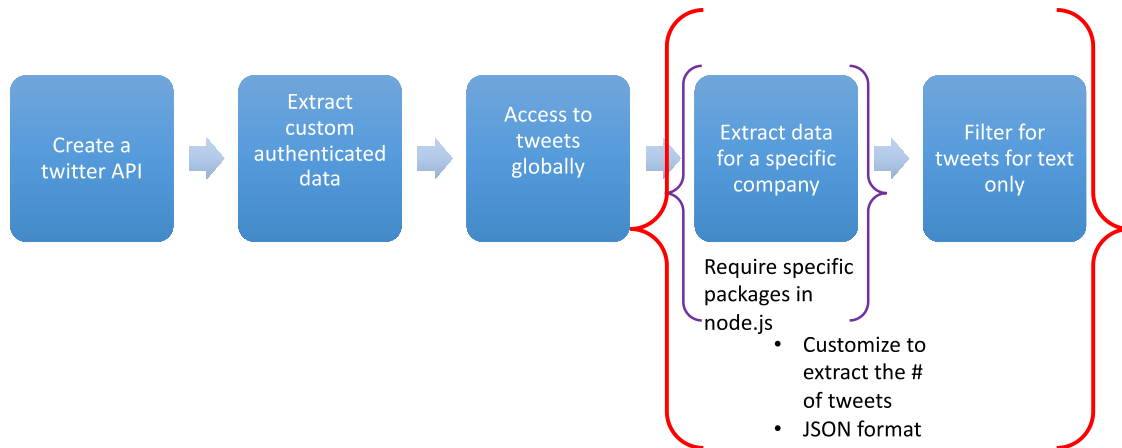 Create a
twitter API
Extract
custom
authenticated
data
Access to
tweets
globally
Extract data
for a specific
company
Filter for
tweets for text
only
Require specific
packages in
node.js
• Customize to
extract the #
of tweets
• JSON format